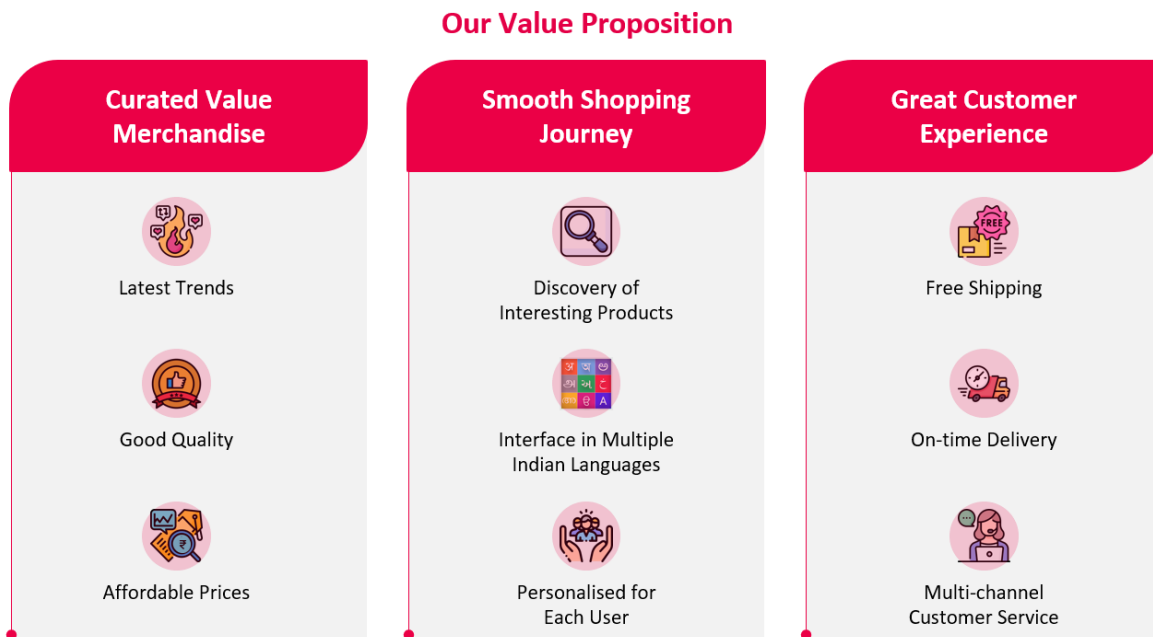 Our Value Proposition
Curated Value
Merchandise
Latest Trends
Good Quality
Affordable Prices
Smooth Shopping
Journey
Discovery of
Interesting Products
Interface in Multiple
Indian Languages
Personalised for
Each User
Great Customer
Experience
FREE
Free Shipping
On-time Delivery
Multi-channel
Customer Service